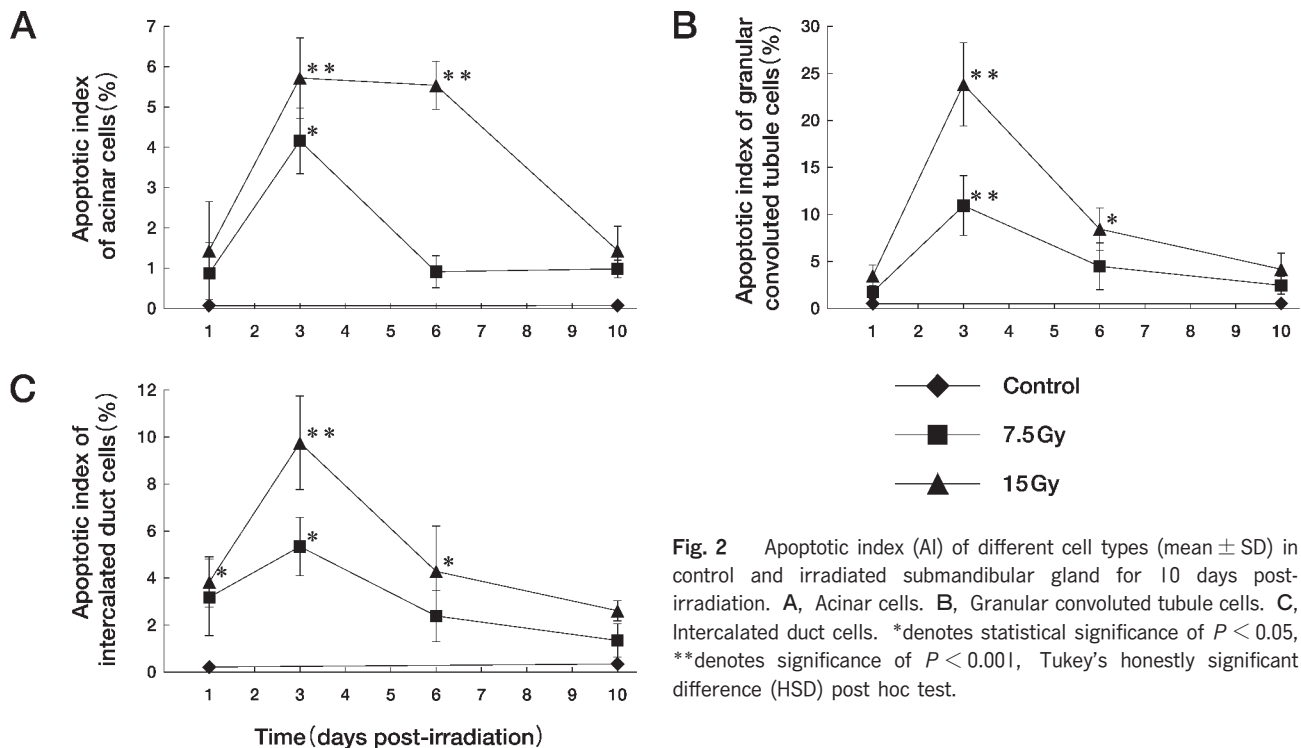 A
Apoptotic index
of acinar cells(%)
7
6
5
4
3
2
1
0
**
**
*
1 2 3 4 5 6 7 8 9 10
B
Apoptotic index of granular
convoluted tubule cells(%)
30
25
20
15
10
5
0
**
**
*
1 2 3 4 5 6 7 8 9 10
C
Apoptotic index of
intercalated duct cells(%)
12
10
8
6
4
2
0
*
**
*
*
1 2 3 4 5 6 7 8 9 10
Time(days post-irradiation)
Control
7.5Gy
15Gy
Fig. 2 Apoptotic index (AI) of different cell types (mean ± SD) in
control and irradiated submandibular gland for 10 days post-
irradiation. A, Acinar cells. B, Granular convoluted tubule cells. C,
Intercalated duct cells. *denotes statistical significance of P < 0.05,
**denotes significance of P < 0.001, Tukey's honestly significant
difference (HSD) post hoc test.